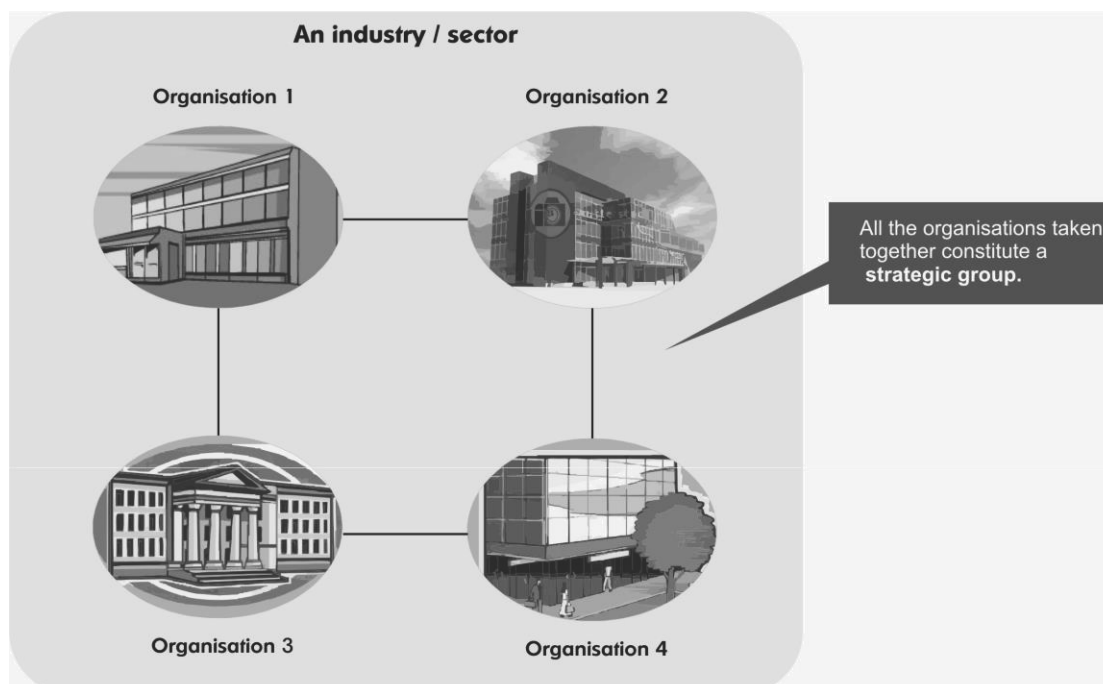 An industry / sector
Organisation 1
Organisation 2
All the organisations taken
together constitute a
strategic group.
Organisation 3
Organisation 4